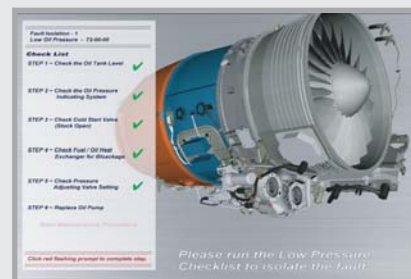 Fault Isolation - 1
Low Oil Pressure - 73-00-00
Check List
STEP 1 - Check the Oil Tank Level
STEP 2 - Check the Oil Pressure
Indicating System
STEP 3 - Check Cold Start Valve
(Stuck Open)
STEP 4 - Check Fuel / Oil Heat
Exchanger for Blockage
STEP 5 - Check Pressure
Adjusting Valve Setting
STEP 6 - Replace Oil Pump
Click red flashing prompt to complete step.
Please run the Low Pressure
Checklist to isolate the fault